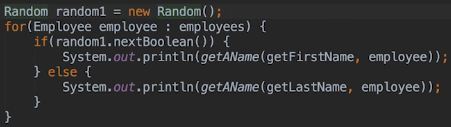 Random random1 = new Random();
for(Employee employee : employees) {
    if(random1.nextBoolean()) {
        System.out.println(getAName(getFirstName, employee));
    } else {
        System.out.println(getAName(getLastName, employee));
    }
}